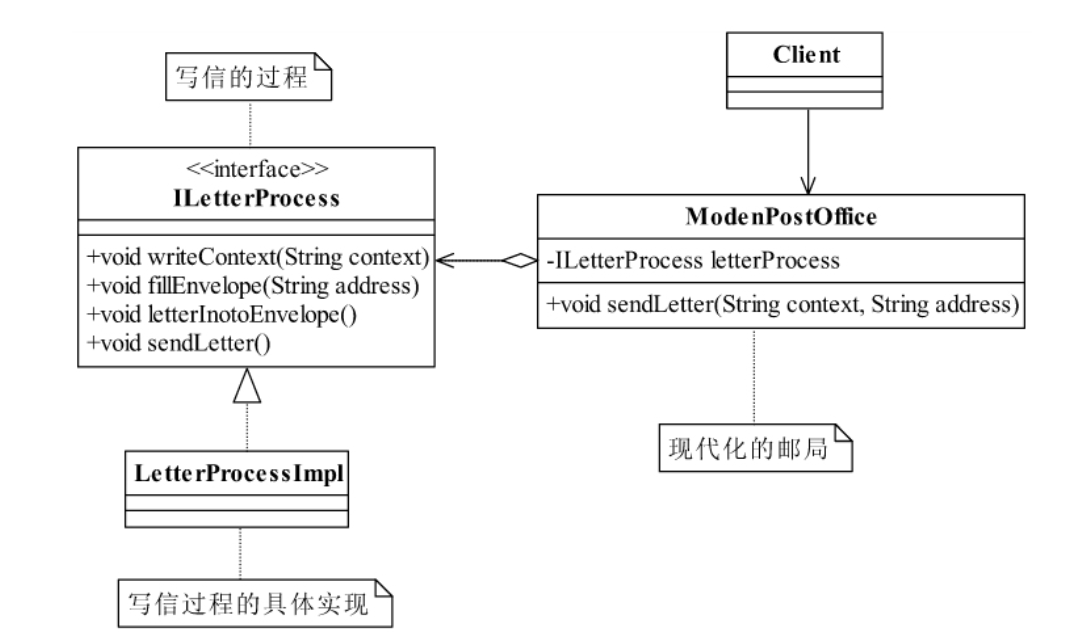 写信的过程
<<interface>>
ILetterProcess
+void writeContext(String context)
+void fillEnvelope(String address)
+void letterInotoEnvelope()
+void sendLetter()
LetterProcessImpl
写信过程的具体实现
Client
ModenPostOffice
-ILetterProcess letterProcess
+void sendLetter(String context, String address)
现代化的邮局